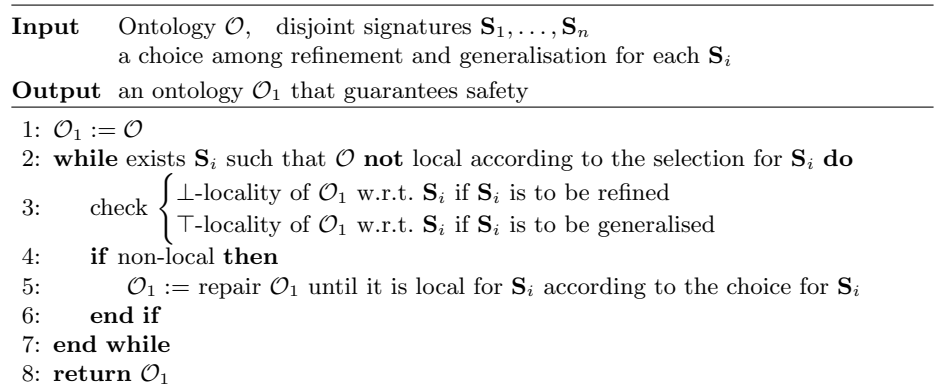 Input Ontology 𝒪, disjoint signatures S₁, . . . , Sₙ
a choice among refinement and generalisation for each Sᵢ
Output an ontology 𝒪₁ that guarantees safety
1: 𝒪₁ := 𝒪
2: while exists Sᵢ such that 𝒪 not local according to the selection for Sᵢ do
3: check { ⊥-locality of 𝒪₁ w.r.t. Sᵢ if Sᵢ is to be refined
⊤-locality of 𝒪₁ w.r.t. Sᵢ if Sᵢ is to be generalised
4: if non-local then
5: 𝒪₁ := repair 𝒪₁ until it is local for Sᵢ according to the choice for Sᵢ
6: end if
7: end while
8: return 𝒪₁